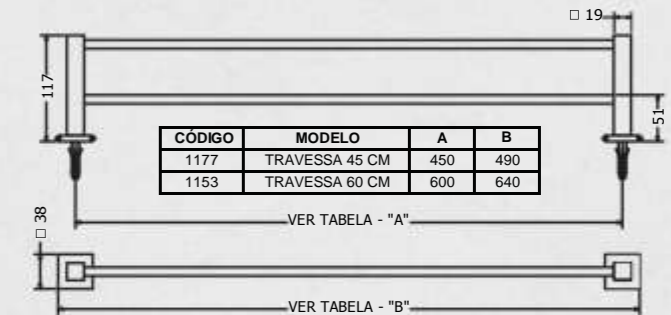 □ 19
117
51
CÓDIGO MODELO A B
1177 TRAVESSA 45 CM 450 490
1153 TRAVESSA 60 CM 600 640
VER TABELA - "A"
□ 38
VER TABELA - "B"